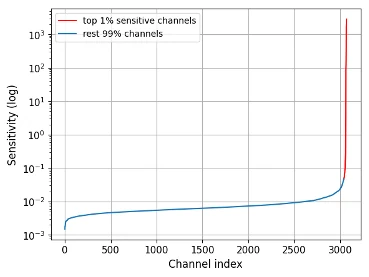 top 1% sensitive channels
rest 99% channels
Sensitivity (log)
10³
10²
10¹
10⁰
10⁻¹
10⁻²
10⁻³
0 500 1000 1500 2000 2500 3000
Channel index